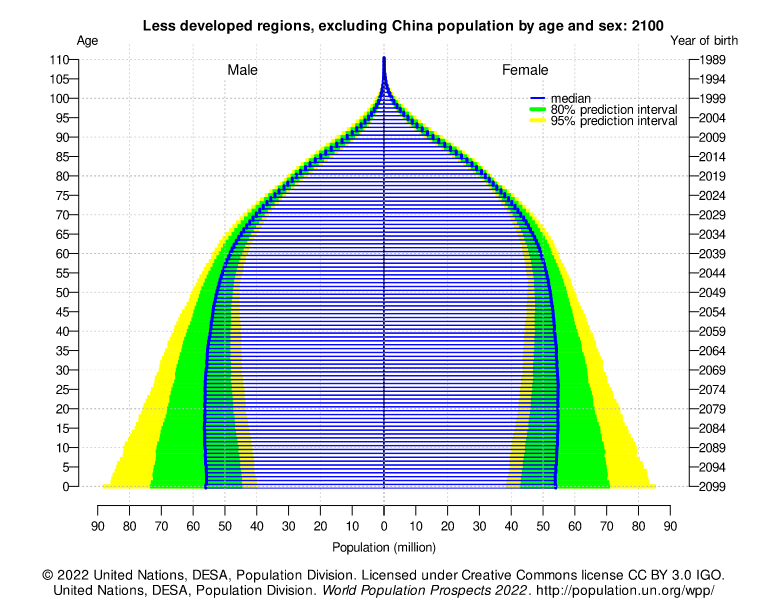 Less developed regions, excluding China population by age and sex: 2100
Age
Year of birth
Male
Female
median
80% prediction interval
95% prediction interval
110 1989
105 1994
100 1999
95 2004
90 2009
85 2014
80 2019
75 2024
70 2029
65 2034
60 2039
55 2044
50 2049
45 2054
40 2059
35 2064
30 2069
25 2074
20 2079
15 2084
10 2089
5 2094
0 2099
90 80 70 60 50 40 30 20 10 0 10 20 30 40 50 60 70 80 90
Population (million)
© 2022 United Nations, DESA, Population Division. Licensed under Creative Commons license CC BY 3.0 IGO.
United Nations, DESA, Population Division. World Population Prospects 2022. http://population.un.org/wpp/